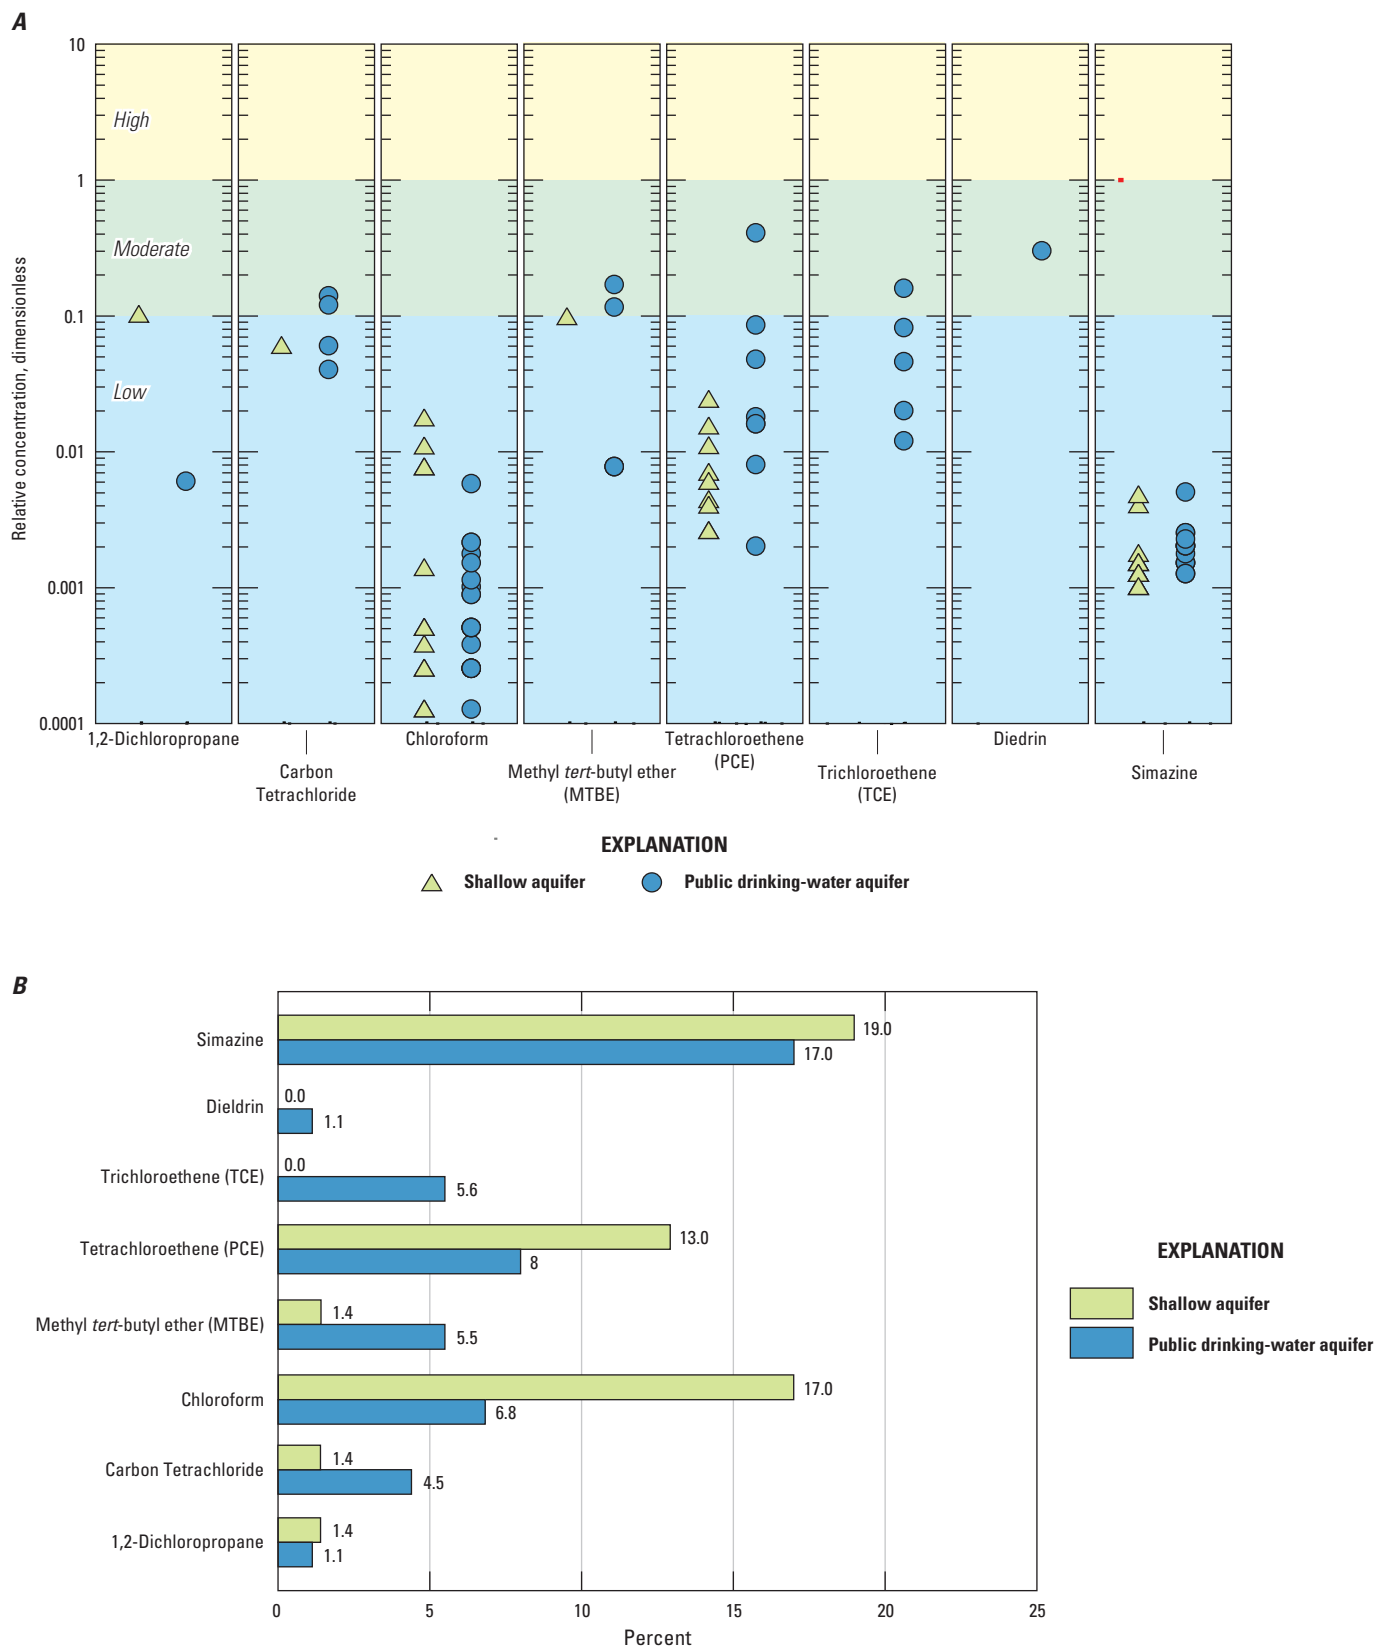 A
10
High
1
Moderate
0.1
Low
0.01
0.001
0.0001
Relative concentration, dimensionless
1,2-Dichloropropane
Carbon
Tetrachloride
Chloroform
Methyl tert-butyl ether
(MTBE)
Tetrachloroethene
(PCE)
Trichloroethene
(TCE)
Diedrin
Simazine
EXPLANATION
Shallow aquifer
Public drinking-water aquifer
B
Simazine
19.0
17.0
Dieldrin
0.0
1.1
Trichloroethene (TCE)
0.0
5.6
Tetrachloroethene (PCE)
13.0
8
Methyl tert-butyl ether (MTBE)
1.4
5.5
Chloroform
17.0
6.8
Carbon Tetrachloride
1.4
4.5
1,2-Dichloropropane
1.4
1.1
0 5 10 15 20 25
Percent
EXPLANATION
Shallow aquifer
Public drinking-water aquifer